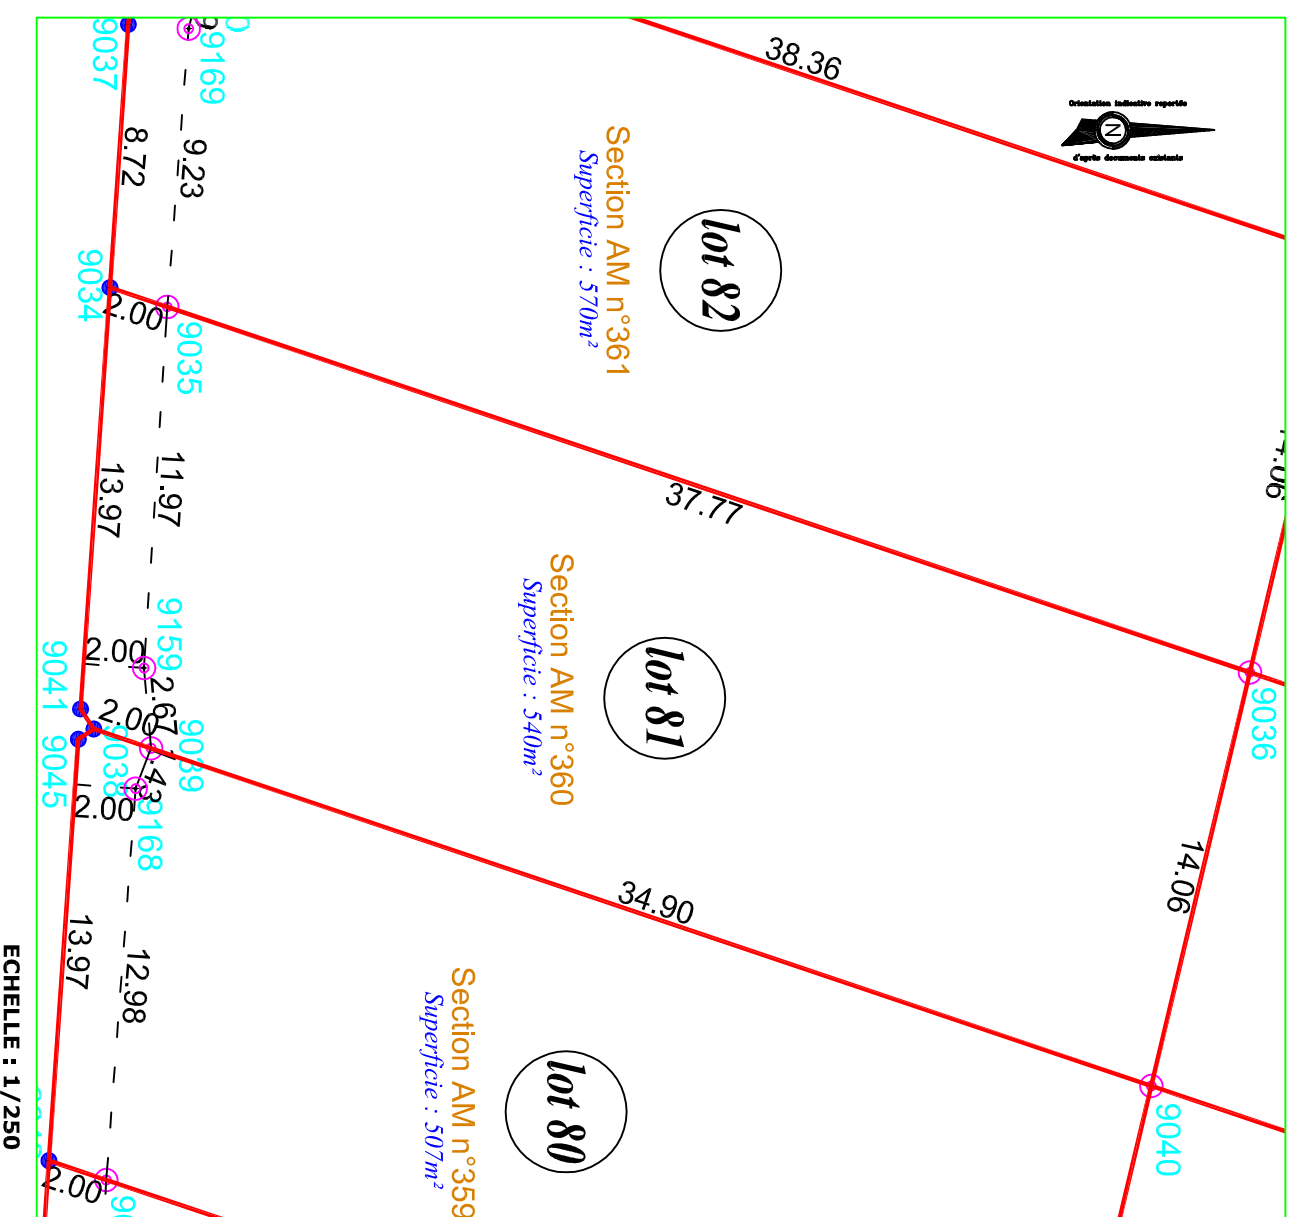 38.36
Orientation indicative reportée
N
d'après documents existants
9037
9169
8.72
9.23
Section AM n°361
Superficie : 570m²
lot 82
9034
2.00
9035
14.06
13.97
11.97
37.77
Section AM n°360
Superficie : 540m²
lot 81
9159
2.00
9041
2.67
2.00
9039
9038
9045
9036
2.00
9168
14.06
34.90
13.97
12.98
Section AM n°359
Superficie : 507m²
lot 80
9040
2.00
ECHELLE : 1/250